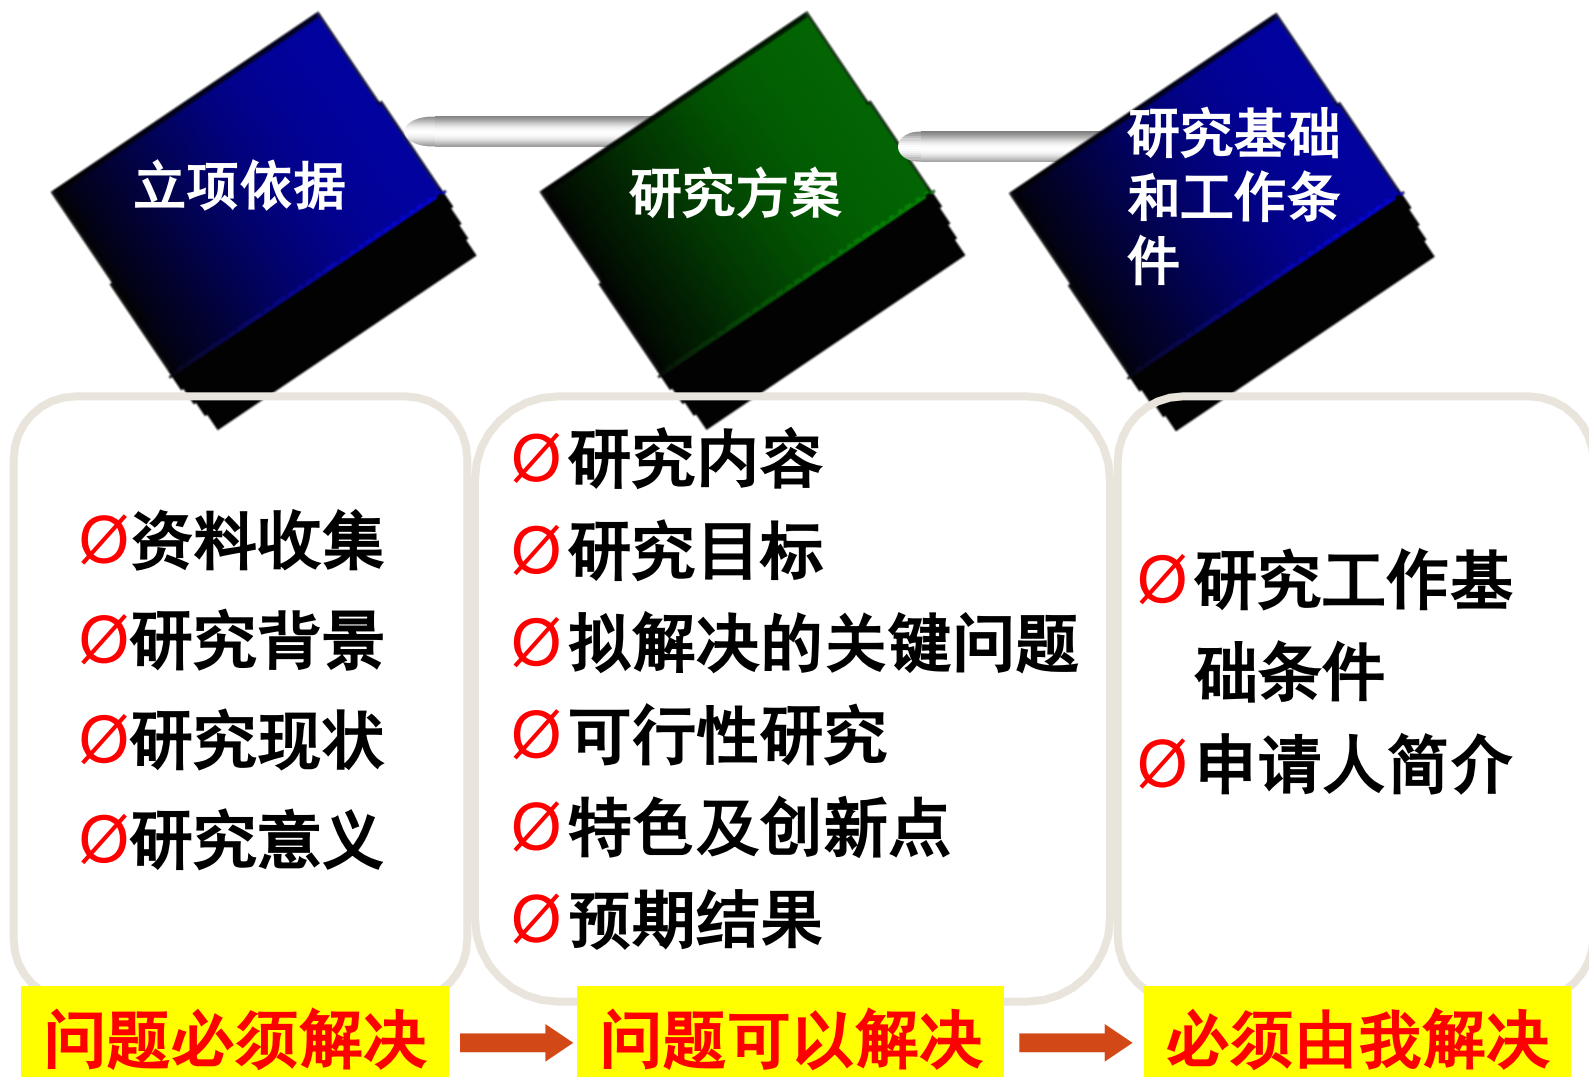 立项依据
研究方案
研究基础
和工作条
件
Ø资料收集
Ø研究背景
Ø研究现状
Ø研究意义
Ø研究内容
Ø研究目标
Ø拟解决的关键问题
Ø可行性研究
Ø特色及创新点
Ø预期结果
Ø研究工作基
础条件
Ø申请人简介
问题必须解决
问题可以解决
必须由我解决